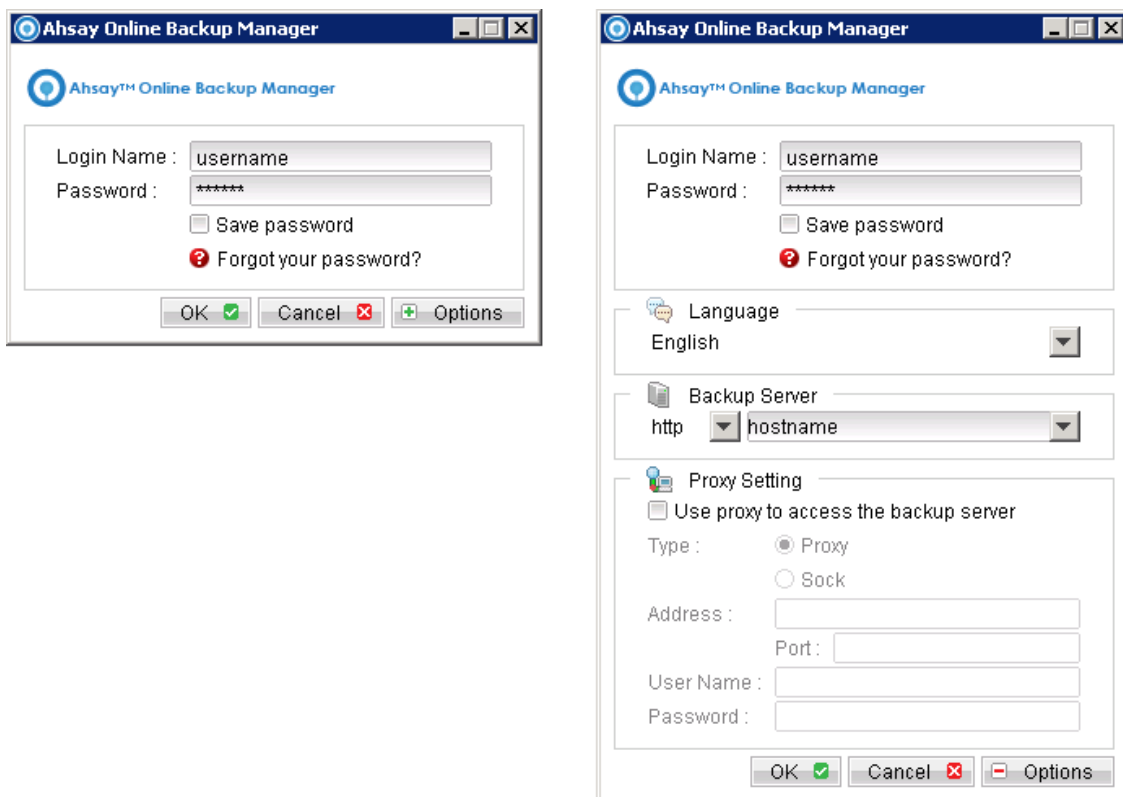 Ahsay Online Backup Manager
Ahsay™ Online Backup Manager
Login Name : username
Password : ******
Save password
Forgot your password?
OK Cancel Options
Ahsay Online Backup Manager
Ahsay™ Online Backup Manager
Login Name : username
Password : ******
Save password
Forgot your password?
Language
English
Backup Server
http hostname
Proxy Setting
Use proxy to access the backup server
Type : Proxy
Sock
Address :
Port :
User Name :
Password :
OK Cancel Options